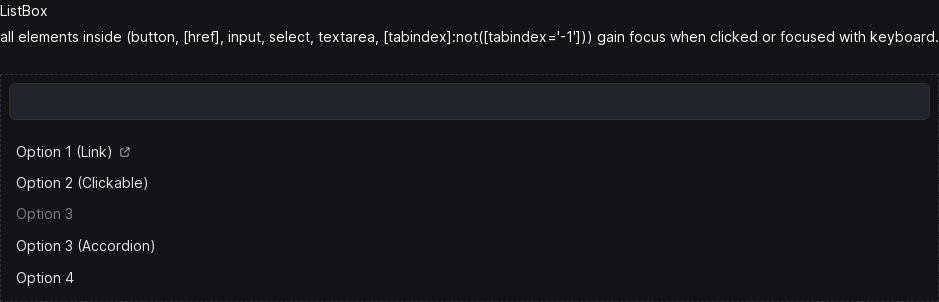 ListBox
all elements inside (button, [href], input, select, textarea, [tabindex]:not([tabindex='-1'])) gain focus when clicked or focused with keyboard.
Option 1 (Link)
Option 2 (Clickable)
Option 3
Option 3 (Accordion)
Option 4